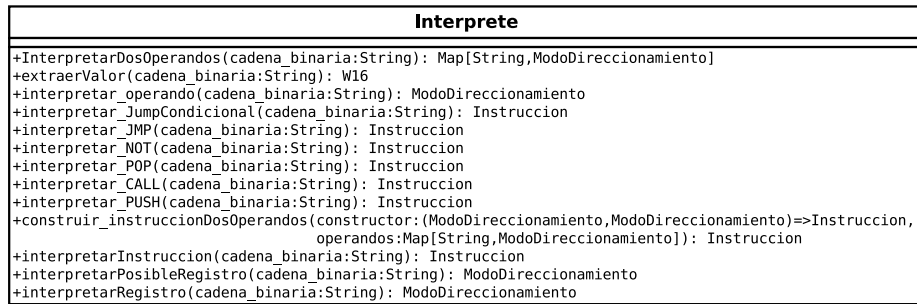 Interprete
+InterpretarDosOperandos(cadena_binaria:String): Map[String,ModoDireccionamiento]
+extraerValor(cadena_binaria:String): W16
+interpretar_operando(cadena_binaria:String): ModoDireccionamiento
+interpretar_JumpCondicional(cadena_binaria:String): Instruccion
+interpretar_JMP(cadena_binaria:String): Instruccion
+interpretar_NOT(cadena_binaria:String): Instruccion
+interpretar_POP(cadena_binaria:String): Instruccion
+interpretar_CALL(cadena_binaria:String): Instruccion
+interpretar_PUSH(cadena_binaria:String): Instruccion
+construir_instruccionDosOperandos(constructor:(ModoDireccionamiento,ModoDireccionamiento)=>Instruccion,
operandos:Map[String,ModoDireccionamiento]): Instruccion
+interpretarInstruccion(cadena_binaria:String): Instruccion
+interpretarPosibleRegistro(cadena_binaria:String): ModoDireccionamiento
+interpretarRegistro(cadena_binaria:String): ModoDireccionamiento